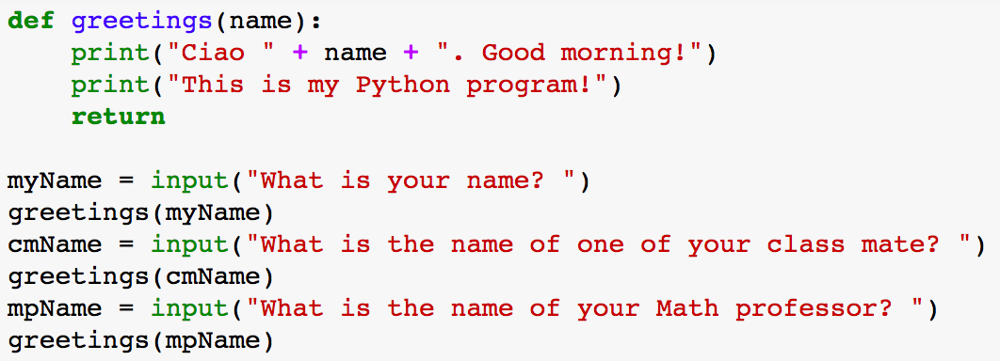 def greetings(name):
    print("Ciao " + name + ". Good morning!")
    print("This is my Python program!")
    return

myName = input("What is your name? ")
greetings(myName)
cmName = input("What is the name of one of your class mate? ")
greetings(cmName)
mpName = input("What is the name of your Math professor? ")
greetings(mpName)